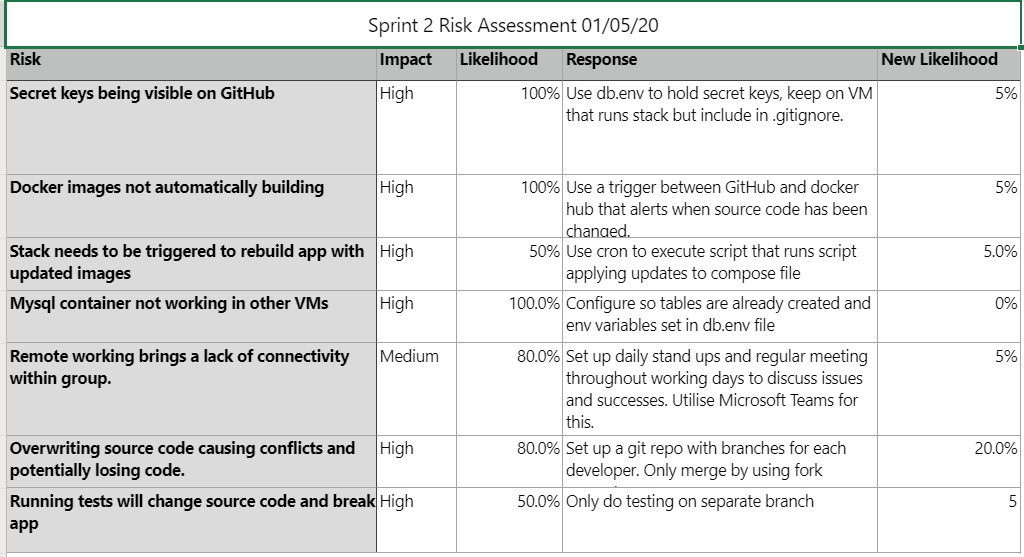 Sprint 2 Risk Assessment 01/05/20
Risk Impact Likelihood Response New Likelihood
Secret keys being visible on GitHub High 100% Use db.env to hold secret keys, keep on VM 5%
that runs stack but include in .gitignore.
Docker images not automatically building High 100% Use a trigger between GitHub and docker 5%
hub that alerts when source code has been
changed.
Stack needs to be triggered to rebuild app with High 50% Use cron to execute script that runs script 5.0%
updated images applying updates to compose file
Mysql container not working in other VMs High 100.0% Configure so tables are already created and 0%
env variables set in db.env file
Remote working brings a lack of connectivity Medium 80.0% Set up daily stand ups and regular meeting 5%
within group. throughout working days to discuss issues
and successes. Utilise Microsoft Teams for
this.
Overwriting source code causing conflicts and High 80.0% Set up a git repo with branches for each 20.0%
potentially losing code. developer. Only merge by using fork
Running tests will change source code and break High 50.0% Only do testing on separate branch 5
app